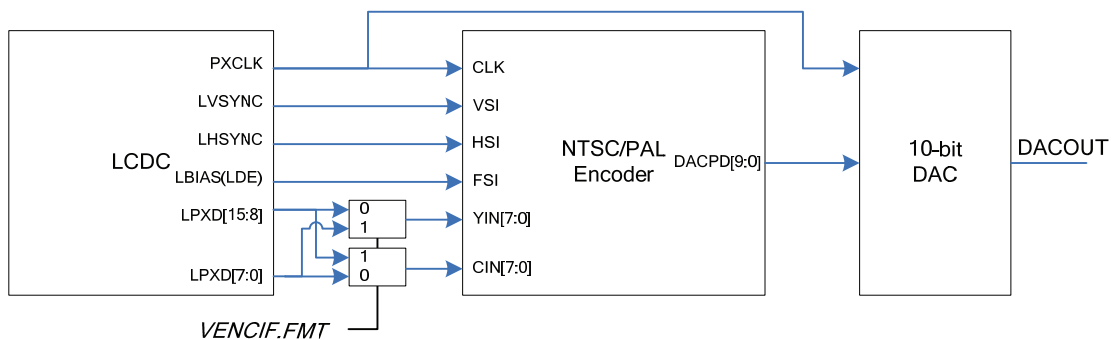 LCDC
PXCLK
LVSYNC
LHSYNC
LBIAS(LDE)
LPXD[15:8]
LPXD[7:0]
0
1
1
0
VENCIF.FMT
CLK
VSI
HSI
FSI
YIN[7:0]
CIN[7:0]
NTSC/PAL
Encoder
DACPD[9:0]
10-bit
DAC
DACOUT